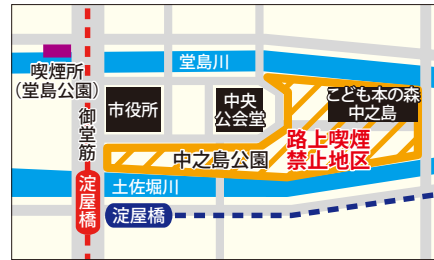 堂島川
喫煙所
（堂島公園）
こども本の森
中之島
市役所
中央
公会堂
御堂筋
路上喫煙
禁止地区
中之島公園
淀屋橋
土佐堀川
淀屋橋